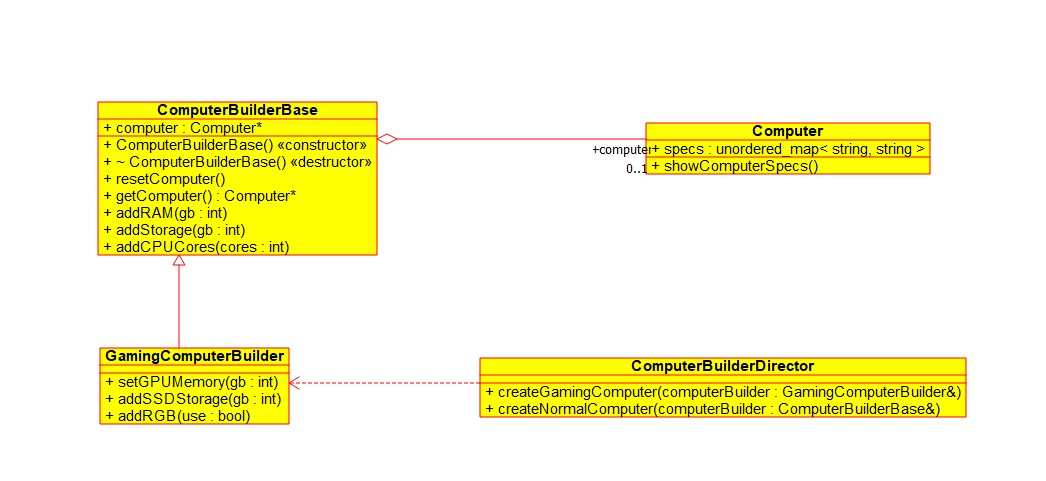 ComputerBuilderBase
+ computer : Computer*
+ ComputerBuilderBase() «constructor»
+ ~ ComputerBuilderBase() «destructor»
+ resetComputer()
+ getComputer() : Computer*
+ addRAM(gb : int)
+ addStorage(gb : int)
+ addCPUCores(cores : int)
+computer
0..1
Computer
+ specs : unordered_map< string, string >
+ showComputerSpecs()
GamingComputerBuilder
+ setGPUMemory(gb : int)
+ addSSDStorage(gb : int)
+ addRGB(use : bool)
ComputerBuilderDirector
+ createGamingComputer(computerBuilder : GamingComputerBuilder&)
+ createNormalComputer(computerBuilder : ComputerBuilderBase&)